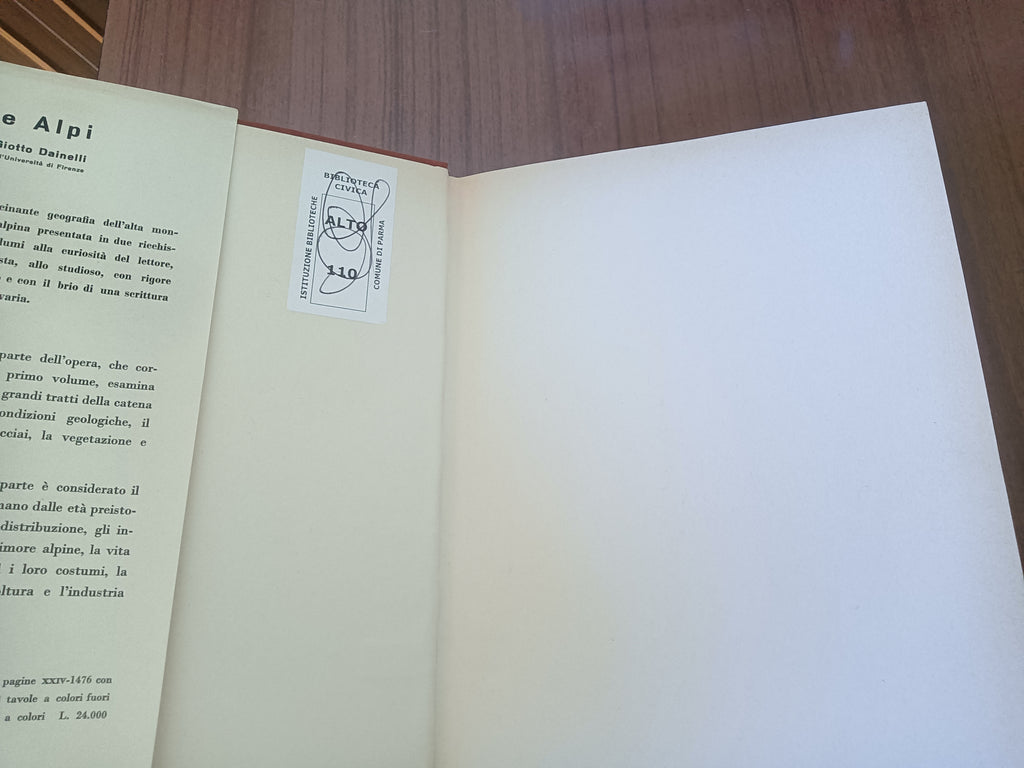 e Alpi
Giotto Dainelli
l'Università di Firenze
cinante geografia dell'alta mon-
alpina presentata in due ricchis-
lumi alla curiosità del lettore,
sta, allo studioso, con rigore
e con il brio di una scrittura
varia.
parte dell'opera, che cor-
primo volume, esamina
grandi tratti della catena
ondizioni geologiche, il
cciai, la vegetazione e
parte è considerato il
mano dalle età preisto-
distribuzione, gli in-
imore alpine, la vita
i loro costumi, la
ltura e l'industria
pagine XXIV-1476 con
tavole a colori fuori
a colori L. 24.000
BIBLIOTECA
CIVICA
ISTITUZIONE BIBLIOTECHE
ALTO
110
COMUNE DI PARMA